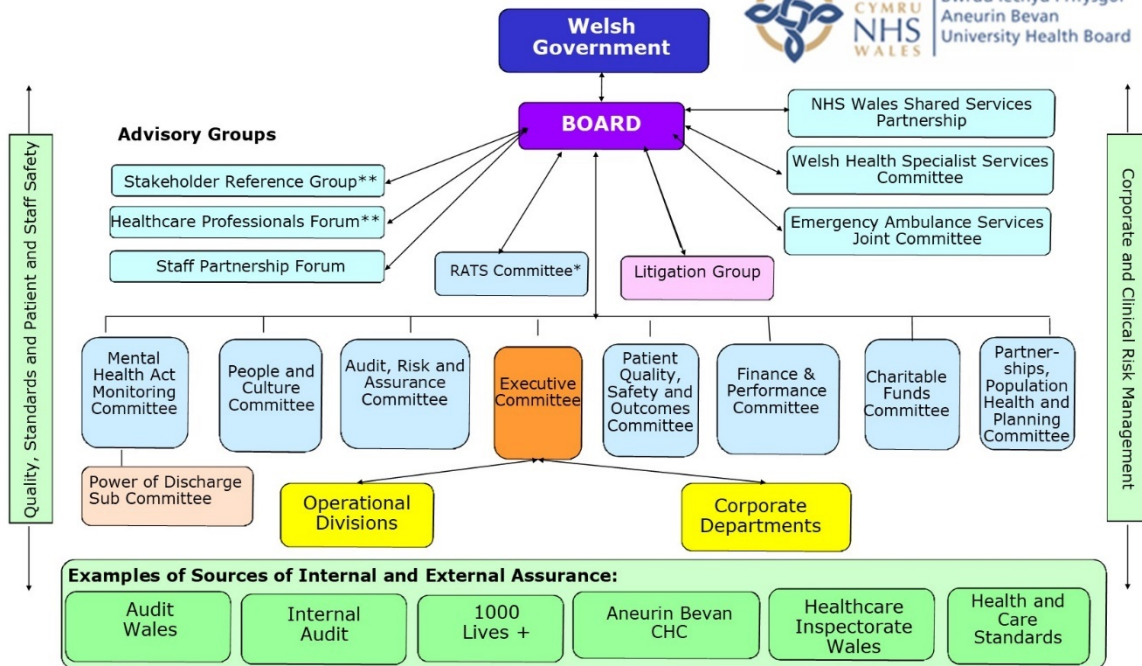 CYMRU
NHS
WALES
Aneurin Bevan
University Health Board
Welsh
Government
BOARD
Advisory Groups
Stakeholder Reference Group**
Healthcare Professionals Forum**
Staff Partnership Forum
NHS Wales Shared Services
Partnership
Welsh Health Specialist Services
Committee
Emergency Ambulance Services
Joint Committee
RATS Committee*
Litigation Group
Quality, Standards and Patient and Staff Safety
Corporate and Clinical Risk Management
Mental
Health Act
Monitoring
Committee
People and
Culture
Committee
Audit, Risk and
Assurance
Committee
Executive
Committee
Patient
Quality,
Safety and
Outcomes
Committee
Finance &
Performance
Committee
Charitable
Funds
Committee
Partner-
ships,
Population
Health and
Planning
Committee
Power of Discharge
Sub Committee
Operational
Divisions
Corporate
Departments
Examples of Sources of Internal and External Assurance:
Audit
Wales
Internal
Audit
1000
Lives +
Aneurin Bevan
CHC
Healthcare
Inspectorate
Wales
Health and
Care
Standards